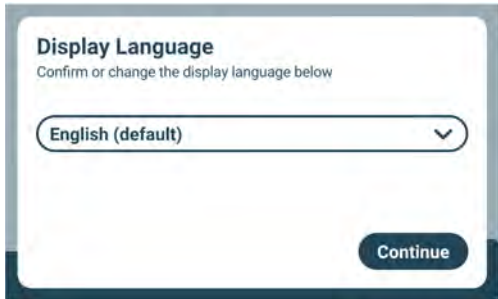 Display Language
Confirm or change the display language below
English (default)
Continue